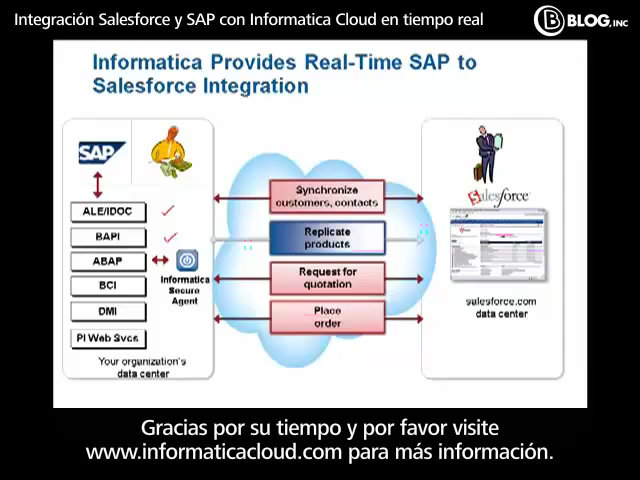 Integración Salesforce y SAP con Informatica Cloud en tiempo real
B BLOG, INC
Informatica Provides Real-Time SAP to
Salesforce Integration
SAP
ALE/IDOC
BAPI
ABAP
BCI
DMI
PI Web Svcs
Informatica
Secure
Agent
Your organization's
data center
Synchronize
customers, contacts
Replicate
products
Request for
quotation
Place
order
salesforce
salesforce.com
data center
Gracias por su tiempo y por favor visite
www.informaticacloud.com para más información.